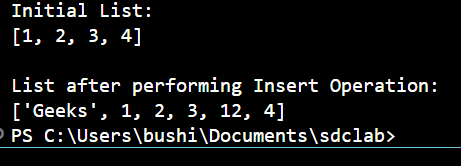 Initial List:
[1, 2, 3, 4]
List after performing Insert Operation:
['Geeks', 1, 2, 3, 12, 4]
PS C:\Users\bushi\Documents\sdclab>